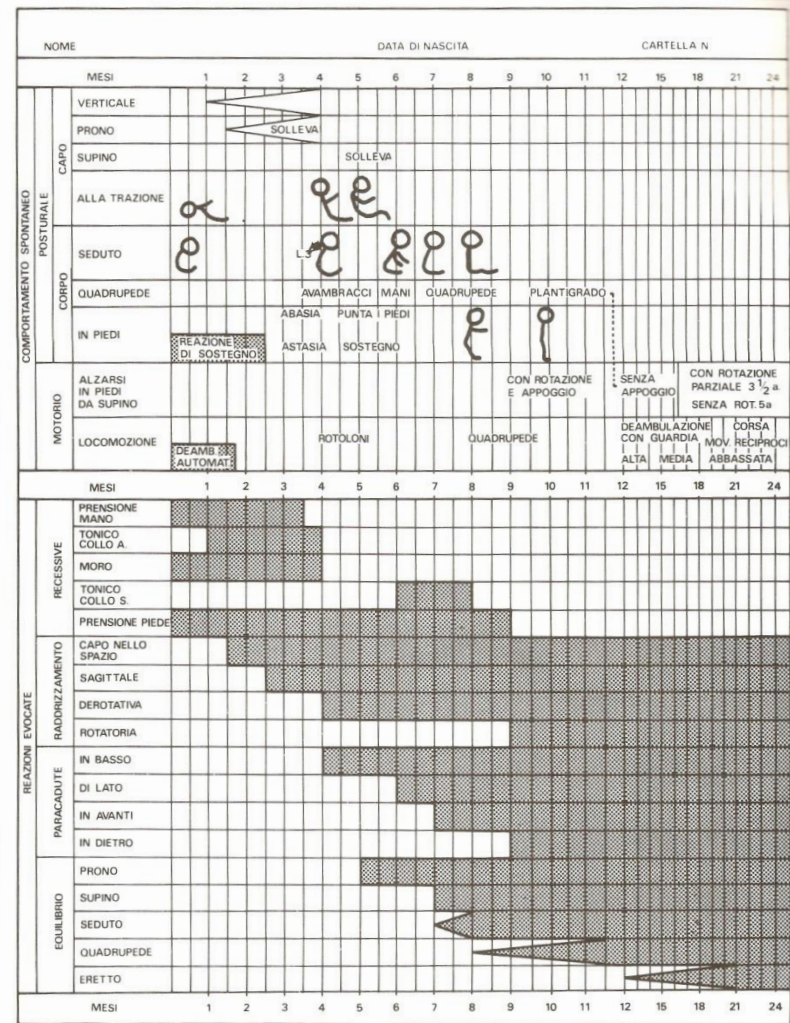 NOME DATA DI NASCITA CARTELLA N
MESI 1 2 3 4 5 6 7 8 9 10 11 12 15 18 21 24
COMPORTAMENTO SPONTANEO
POSTURALE
CAPO
VERTICALE
PRONO SOLLEVA
SUPINO SOLLEVA
ALLA TRAZIONE
CORPO
SEDUTO L.3
QUADRUPEDE AVAMBRACCI MANI QUADRUPEDE PLANTIGRADO
ABASIA PUNTA PIEDI
IN PIEDI
REAZIONE DI SOSTEGNO
ASTASIA SOSTEGNO
MOTORIO
ALZARSI
IN PIEDI
DA SUPINO
CON ROTAZIONE
E APPOGGIO
SENZA
APPOGGIO
CON ROTAZIONE
PARZIALE 3 1/2 a.
SENZA ROT. 5a
LOCOMOZIONE
DEAMB.
AUTOMAT.
ROTOLONI QUADRUPEDE
DEAMBULAZIONE
CON GUARDIA
ALTA MEDIA ABBASSATA
CORSA
MOV. RECIPROCI
MESI 1 2 3 4 5 6 7 8 9 10 11 12 15 18 21 24
REAZIONI EVOCATE
RECESSIVE
PRENSIONE
MANO
TONICO
COLLO A.
MORO
TONICO
COLLO S.
PRENSIONE PIEDE
RADDRIZZAMENTO
CAPO NELLO
SPAZIO
SAGITTALE
DEROTATIVA
ROTATORIA
PARACADUTE
IN BASSO
DI LATO
IN AVANTI
IN DIETRO
EQUILIBRIO
PRONO
SUPINO
SEDUTO
QUADRUPEDE
ERETTO
MESI 1 2 3 4 5 6 7 8 9 10 11 12 15 18 21 24